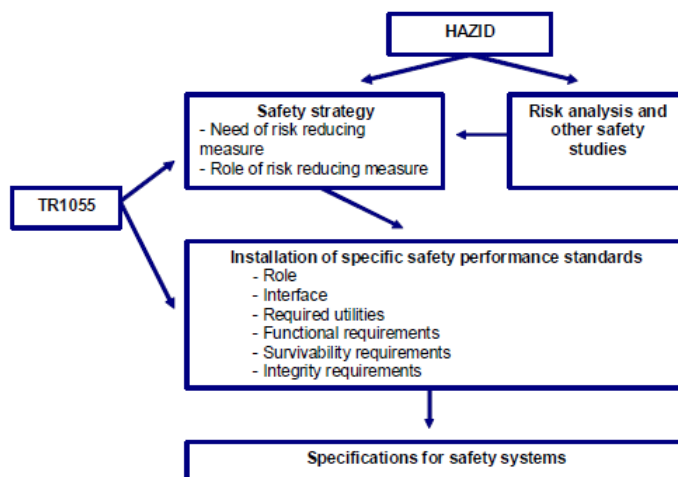 HAZID
Safety strategy
- Need of risk reducing
measure
- Role of risk reducing measure
Risk analysis and
other safety
studies
TR1055
Installation of specific safety performance standards
- Role
- Interface
- Required utilities
- Functional requirements
- Survivability requirements
- Integrity requirements
Specifications for safety systems